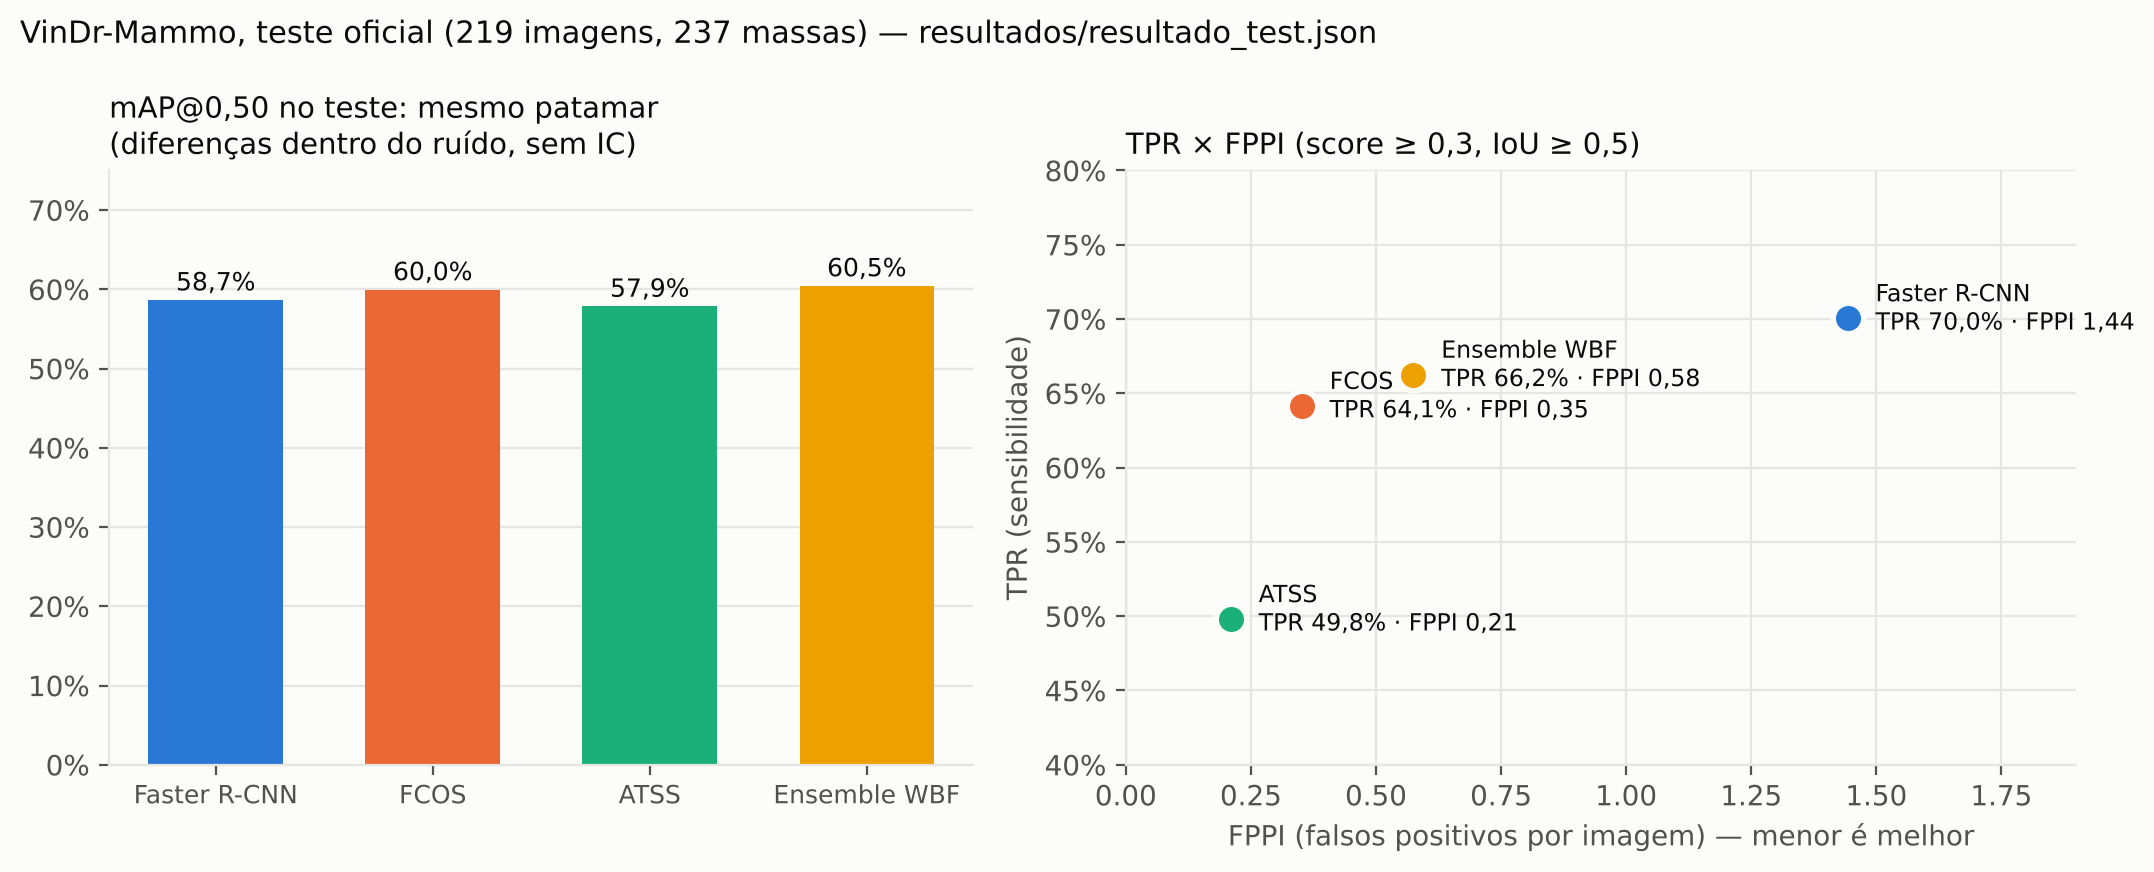 VinDr-Mammo, teste oficial (219 imagens, 237 massas) — resultados/resultado_test.json
mAP@0,50 no teste: mesmo patamar
(diferenças dentro do ruído, sem IC)
70%
60%
50%
40%
30%
20%
10%
0%
58,7%
60,0%
57,9%
60,5%
Faster R-CNN
FCOS
ATSS
Ensemble WBF
TPR × FPPI (score ≥ 0,3, IoU ≥ 0,5)
TPR (sensibilidade)
80%
75%
70%
65%
60%
55%
50%
45%
40%
Faster R-CNN
TPR 70,0% · FPPI 1,44
Ensemble WBF
TPR 66,2% · FPPI 0,58
FCOS
TPR 64,1% · FPPI 0,35
ATSS
TPR 49,8% · FPPI 0,21
0.00
0.25
0.50
0.75
1.00
1.25
1.50
1.75
FPPI (falsos positivos por imagem) — menor é melhor